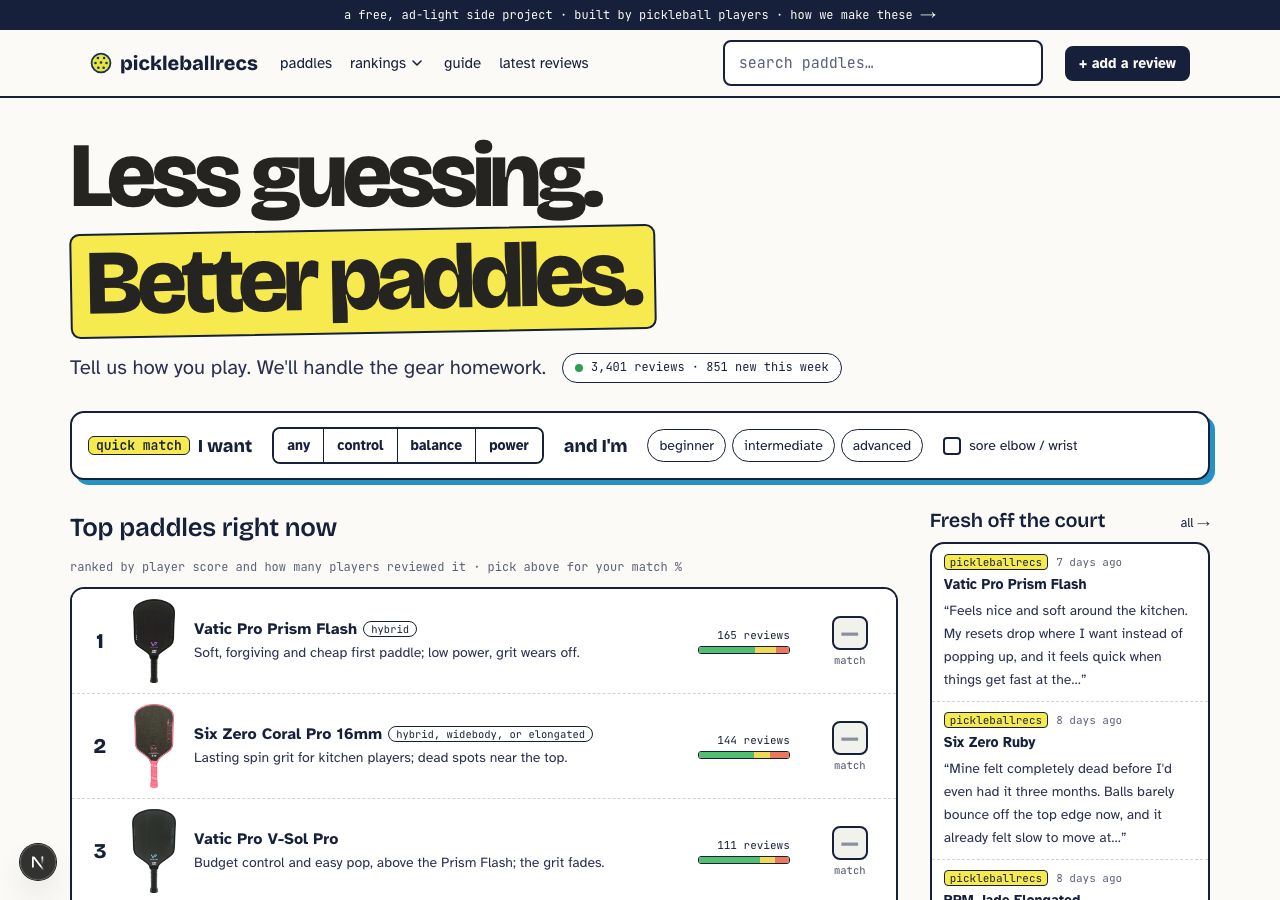 a free, ad-light side project · built by pickleball players · how we make these →
pickleballrecs
paddles
rankings
guide
latest reviews
search paddles…
+ add a review
Less guessing.
Better paddles.
Tell us how you play. We'll handle the gear homework.
3,401 reviews · 851 new this week
quick match
I want
any
control
balance
power
and I'm
beginner
intermediate
advanced
sore elbow / wrist
Top paddles right now
ranked by player score and how many players reviewed it · pick above for your match %
1
Vatic Pro Prism Flash
hybrid
Soft, forgiving and cheap first paddle; low power, grit wears off.
165 reviews
—
match
2
Six Zero Coral Pro 16mm
hybrid, widebody, or elongated
Lasting spin grit for kitchen players; dead spots near the top.
144 reviews
—
match
3
Vatic Pro V-Sol Pro
Budget control and easy pop, above the Prism Flash; the grit fades.
111 reviews
—
match
Fresh off the court
all →
pickleballrecs 7 days ago
Vatic Pro Prism Flash
“Feels nice and soft around the kitchen.
My resets drop where I want instead of
popping up, and it feels quick when
things get fast at the…”
pickleballrecs 8 days ago
Six Zero Ruby
“Mine felt completely dead before I'd
even had it three months. Balls barely
bounce off the top edge now, and it
already felt slow to move at…”
pickleballrecs 8 days ago
RPM Jade Elongated
N